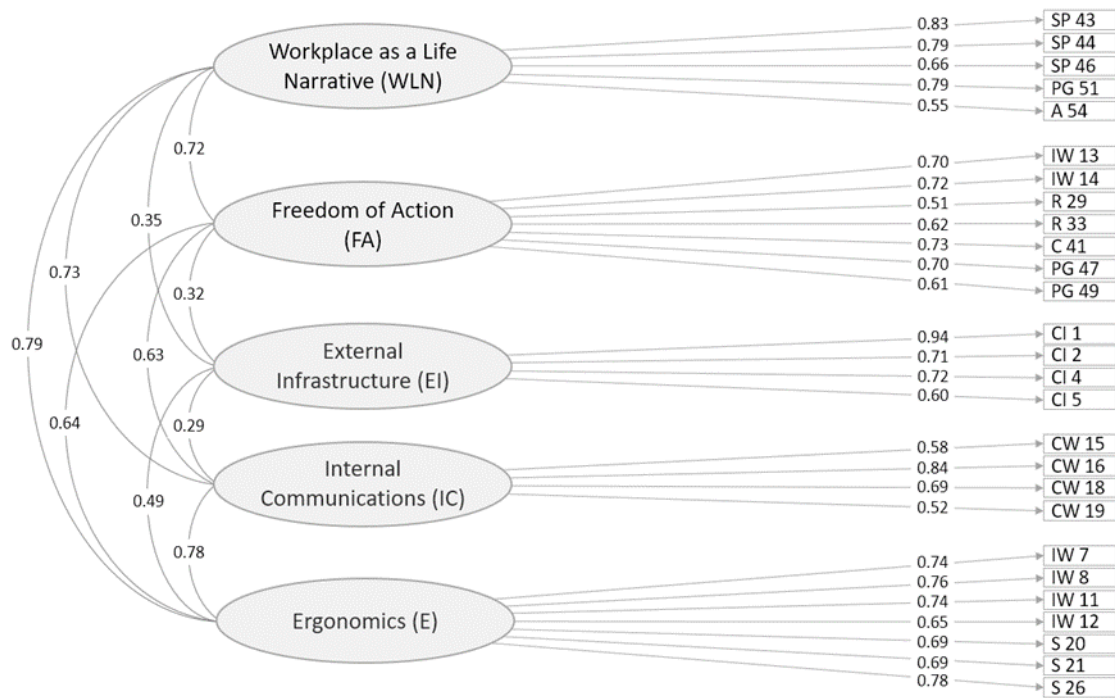 Workplace as a Life
Narrative (WLN)
0.83 SP 43
0.79 SP 44
0.66 SP 46
0.79 PG 51
0.55 A 54
0.72
Freedom of Action
(FA)
0.70 IW 13
0.72 IW 14
0.51 R 29
0.62 R 33
0.73 C 41
0.70 PG 47
0.61 PG 49
0.35
0.73
0.32
0.79
0.63
External
Infrastructure (EI)
0.94 CI 1
0.71 CI 2
0.72 CI 4
0.60 CI 5
0.64
0.29
Internal
Communications (IC)
0.58 CW 15
0.84 CW 16
0.69 CW 18
0.52 CW 19
0.49
0.78
Ergonomics (E)
0.74 IW 7
0.76 IW 8
0.74 IW 11
0.65 IW 12
0.69 S 20
0.69 S 21
0.78 S 26